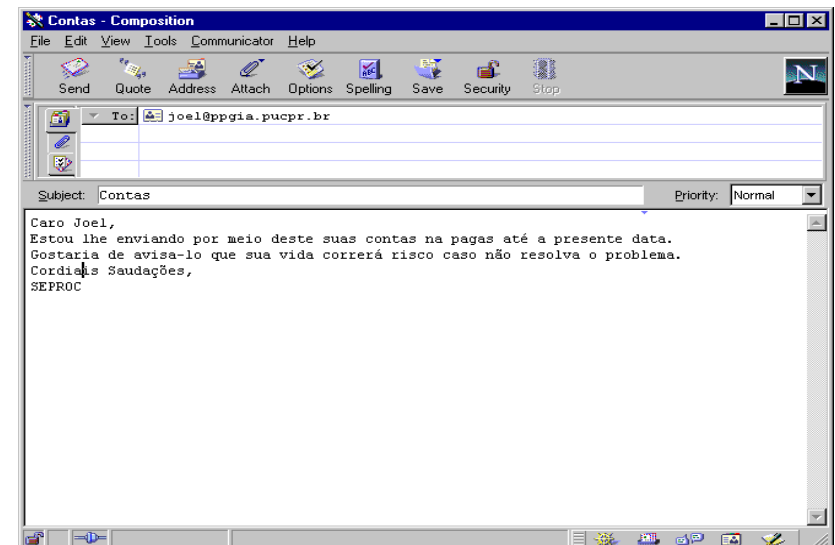 Contas - Composition
File Edit View Tools Communicator Help
Send Quote Address Attach Options Spelling Save Security Stop
N
To: joel@ppgia.pucpr.br
Subject: Contas Priority: Normal
Caro Joel,
Estou lhe enviando por meio deste suas contas na pagas até a presente data.
Gostaria de avisa-lo que sua vida correrá risco caso não resolva o problema.
Cordiais Saudações,
SEPROC